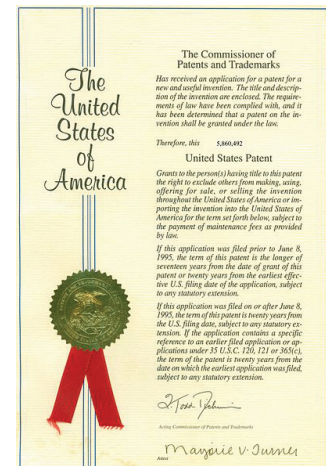 The
United
States
of
America
The Commissioner of
Patents and Trademarks
Has received an application for a patent for a
new and useful invention. The title and descrip-
tion of the invention are enclosed. The require-
ments of law have been complied with, and it
has been determined that a patent on the in-
vention shall be granted under the law.
Therefore, this 5,860,492
United States Patent
Grants to the person(s) having title to this patent
the right to exclude others from making, using,
offering for sale, or selling the invention
throughout the United States of America or im-
porting the invention into the United States of
America for the term set forth below, subject to
the payment of maintenance fees as provided
by law.
If this application was filed prior to June 8,
1995, the term of this patent is the longer of
seventeen years from the date of grant of this
patent or twenty years from the earliest effec-
tive U.S. filing date of the application, subject
to any statutory extension.
If this application was filed on or after June 8,
1995, the term of this patent is twenty years from
the U.S. filing date, subject to any statutory ex-
tension. If the application contains a specific
reference to an earlier filed application or ap-
plications under 35 U.S.C. 120, 121 or 365(c),
the term of the patent is twenty years from the
date on which the earliest application was filed,
subject to any statutory extension.
Acting Commissioner of Patents and Trademarks
Marjorie V. Turner
Attest